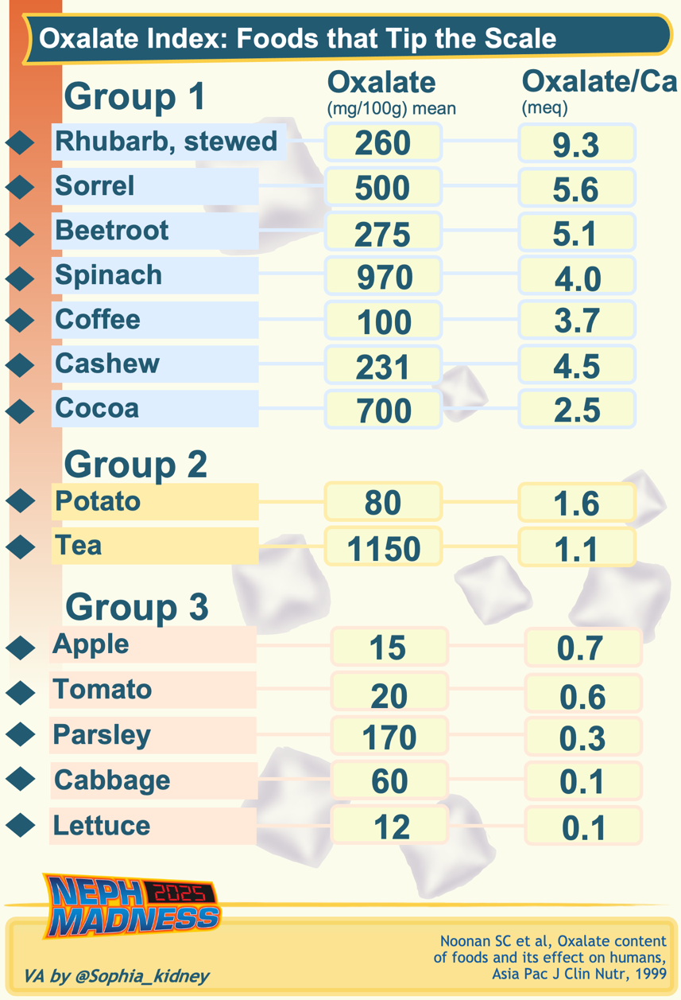 Oxalate Index: Foods that Tip the Scale
Group 1 Oxalate Oxalate/Ca
(mg/100g) mean (meq)
Rhubarb, stewed 260 9.3
Sorrel 500 5.6
Beetroot 275 5.1
Spinach 970 4.0
Coffee 100 3.7
Cashew 231 4.5
Cocoa 700 2.5
Group 2
Potato 80 1.6
Tea 1150 1.1
Group 3
Apple 15 0.7
Tomato 20 0.6
Parsley 170 0.3
Cabbage 60 0.1
Lettuce 12 0.1
NEPH 2025
MADNESS
Noonan SC et al, Oxalate content
of foods and its effect on humans,
Asia Pac J Clin Nutr, 1999
VA by @Sophia_kidney